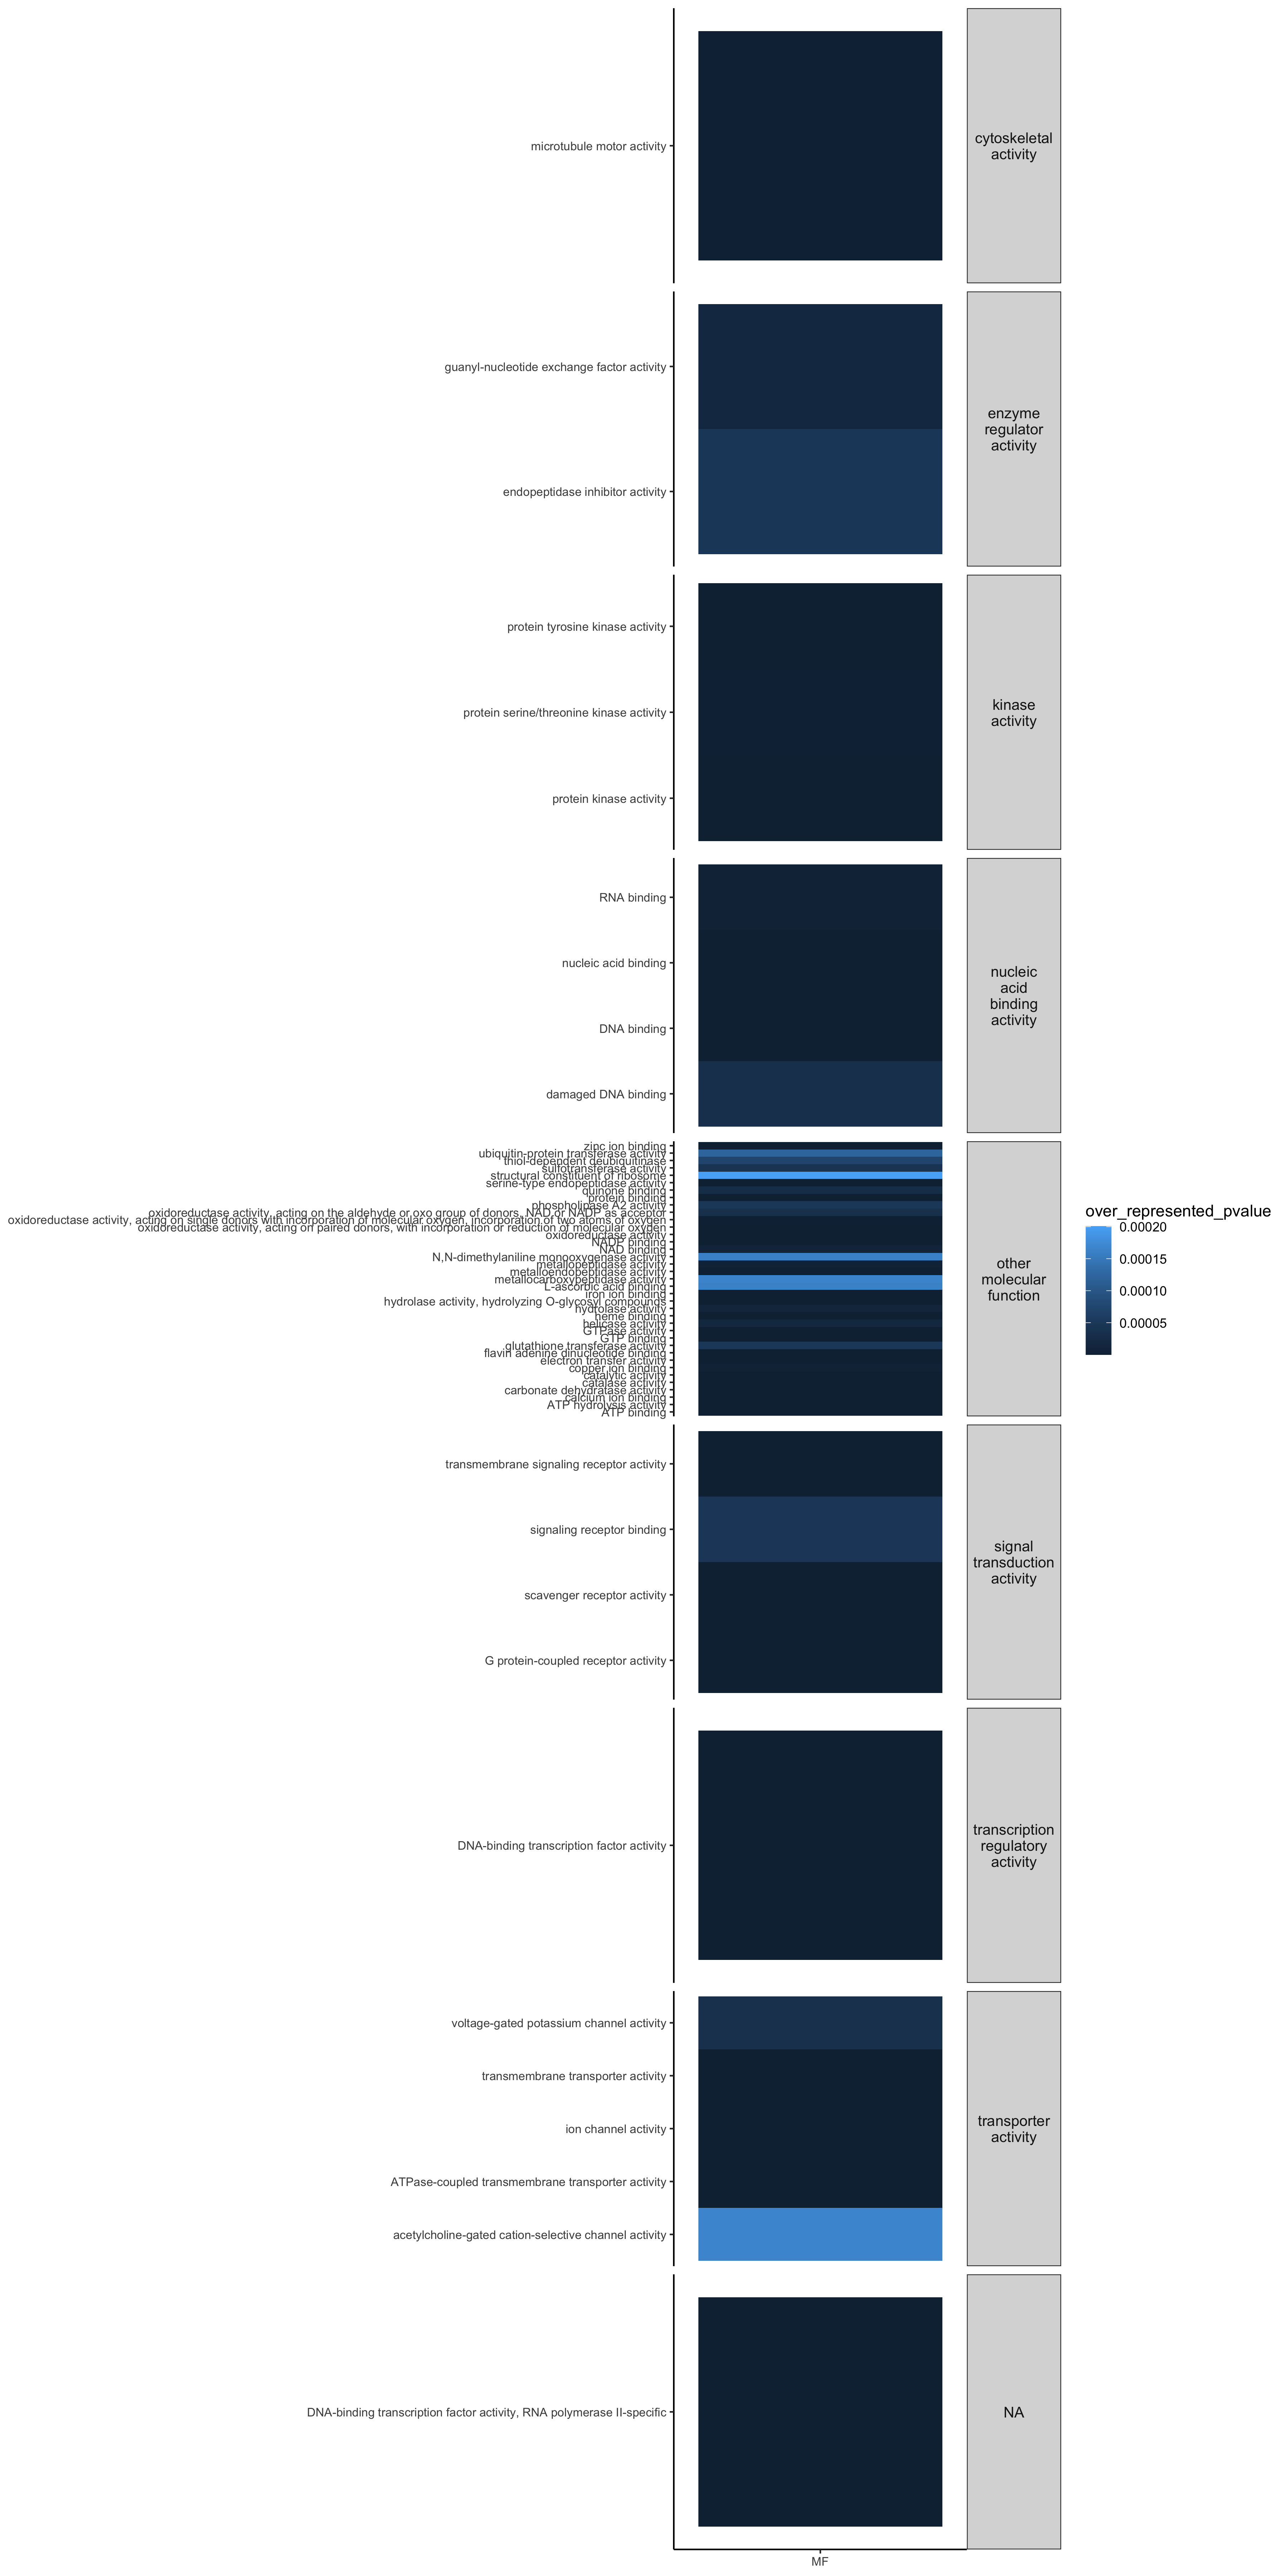 microtubule motor activity
cytoskeletal
activity
guanyl-nucleotide exchange factor activity
endopeptidase inhibitor activity
enzyme
regulator
activity
protein tyrosine kinase activity
protein serine/threonine kinase activity
protein kinase activity
kinase
activity
RNA binding
nucleic acid binding
DNA binding
damaged DNA binding
nucleic
acid
binding
activity
zinc ion binding
ubiquitin-protein transferase activity
thiol-dependent deubiquitinase
sulfotransferase activity
structural constituent of ribosome
serine-type endopeptidase activity
quinone binding
protein binding
phospholipase A2 activity
oxidoreductase activity, acting on the aldehyde or oxo group of donors, NAD or NADP as acceptor
oxidoreductase activity, acting on single donors with incorporation of molecular oxygen, incorporation of two atoms of oxygen
oxidoreductase activity, acting on paired donors, with incorporation or reduction of molecular oxygen
oxidoreductase activity
NADP binding
NAD binding
N,N-dimethylaniline monooxygenase activity
metallopeptidase activity
metalloendopeptidase activity
metallocarboxypeptidase activity
L-ascorbic acid binding
iron ion binding
hydrolase activity, hydrolyzing O-glycosyl compounds
hydrolase activity
heme binding
helicase activity
GTPase activity
GTP binding
glutathione transferase activity
flavin adenine dinucleotide binding
electron transfer activity
copper ion binding
catalytic activity
catalase activity
carbonate dehydratase activity
calcium ion binding
ATP hydrolysis activity
ATP binding
other
molecular
function
over_represented_pvalue
0.00020
0.00015
0.00010
0.00005
transmembrane signaling receptor activity
signaling receptor binding
scavenger receptor activity
G protein-coupled receptor activity
signal
transduction
activity
DNA-binding transcription factor activity
transcription
regulatory
activity
voltage-gated potassium channel activity
transmembrane transporter activity
ion channel activity
ATPase-coupled transmembrane transporter activity
acetylcholine-gated cation-selective channel activity
transporter
activity
DNA-binding transcription factor activity, RNA polymerase II-specific
NA
MF